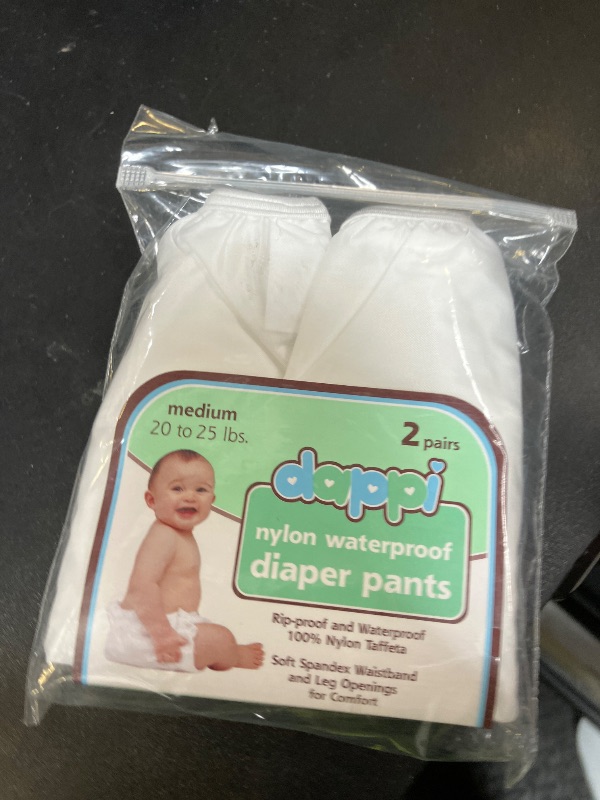 medium
20 to 25 lbs.
2 pairs
dappi
nylon waterproof
diaper pants
Rip-proof and Waterproof
100% Nylon Taffeta
Soft Spandex Waistband
and Leg Openings
for Comfort